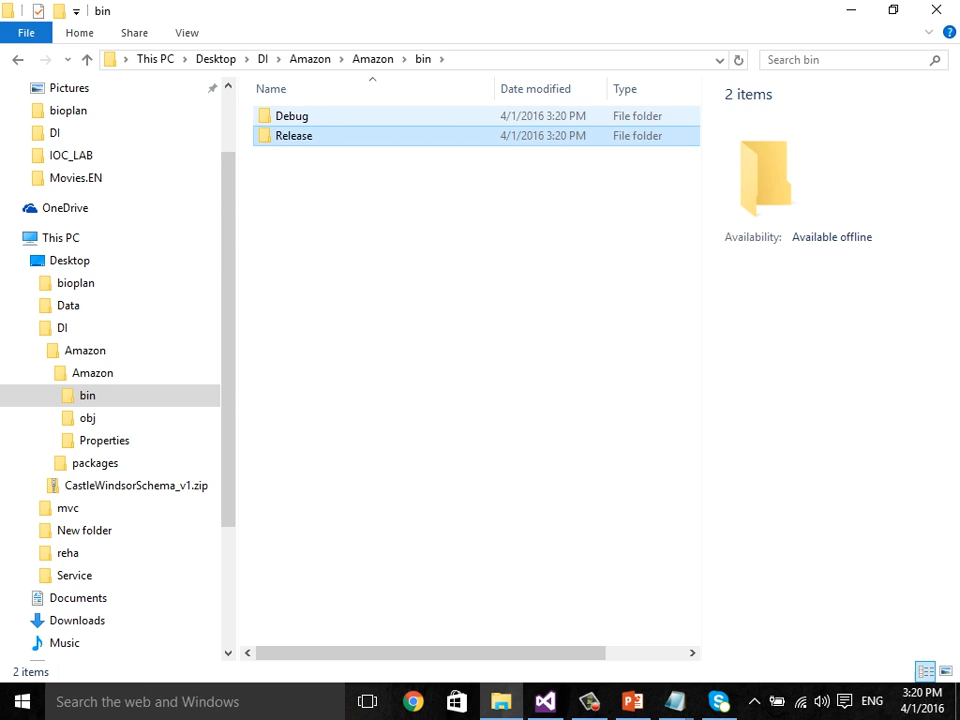 bin
File Home Share View
This PC Desktop DI Amazon Amazon bin
Search bin
Pictures
bioplan
DI
IOC_LAB
Movies.EN
OneDrive
This PC
Desktop
bioplan
Data
DI
Amazon
Amazon
bin
obj
Properties
packages
CastleWindsorSchema_v1.zip
mvc
New folder
reha
Service
Documents
Downloads
Music
Name Date modified Type
Debug 4/1/2016 3:20 PM File folder
Release 4/1/2016 3:20 PM File folder
2 items
Availability: Available offline
2 items
Search the web and Windows
ENG
3:20 PM
4/1/2016